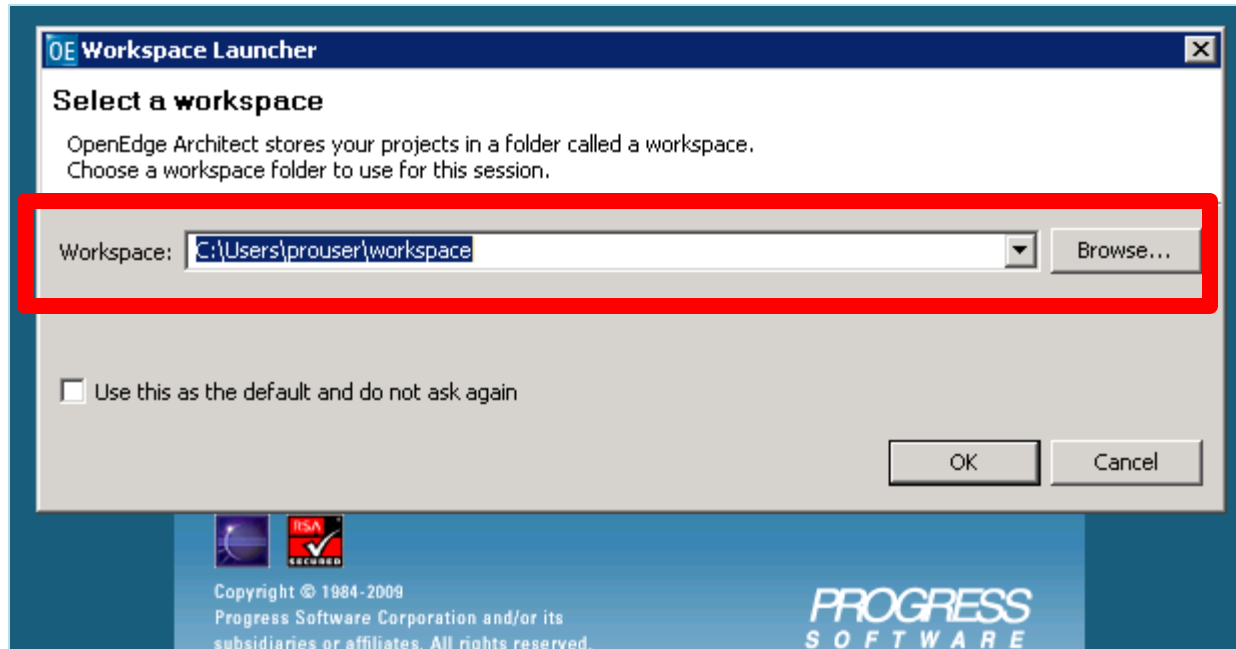 OE Workspace Launcher
Select a workspace
OpenEdge Architect stores your projects in a folder called a workspace.
Choose a workspace folder to use for this session.
Workspace: C:\Users\prouser\workspace Browse...
Use this as the default and do not ask again
OK Cancel
RSA
SECURED
Copyright © 1984-2009
Progress Software Corporation and/or its
subsidiaries or affiliates. All rights reserved.
PROGRESS
SOFTWARE